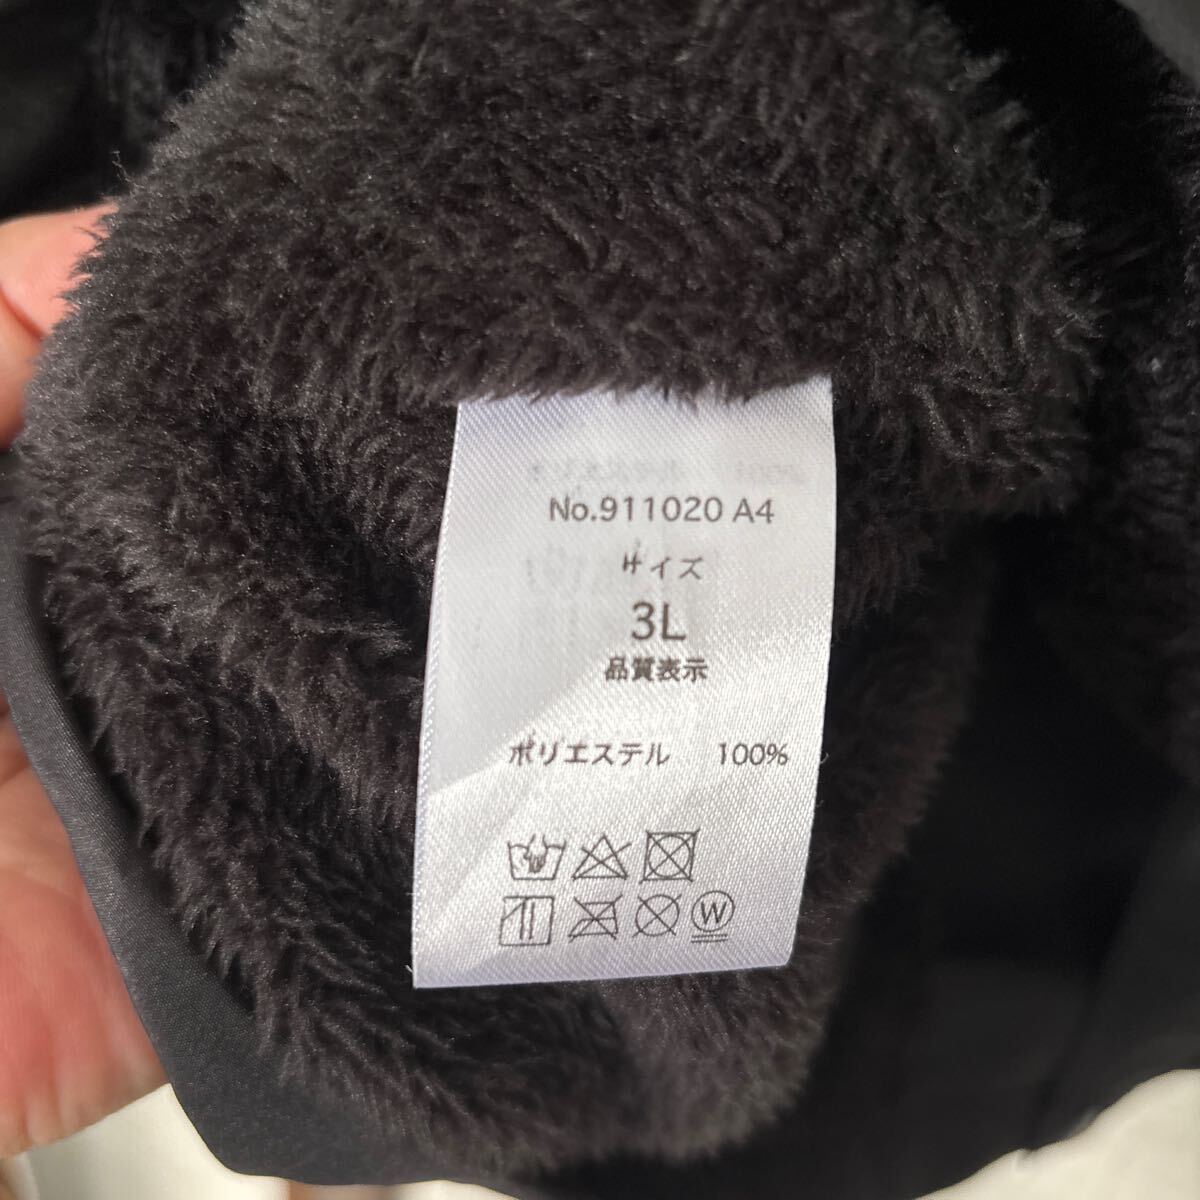 No.911020 A4
サイズ
3L
品質表示
ポリエステル 100%
W